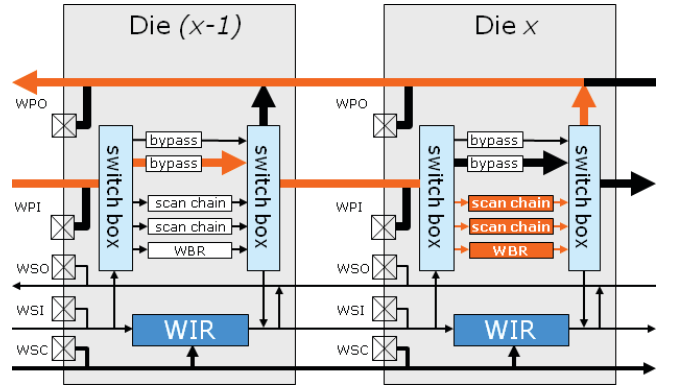 Die (x-1)
Die x
WPO
WPO
bypass
bypass
bypass
bypass
switch box
switch box
switch box
switch box
WPI
WPI
scan chain
scan chain
scan chain
scan chain
WBR
WBR
WSO
WSO
WSI
WSI
WIR
WIR
WSC
WSC